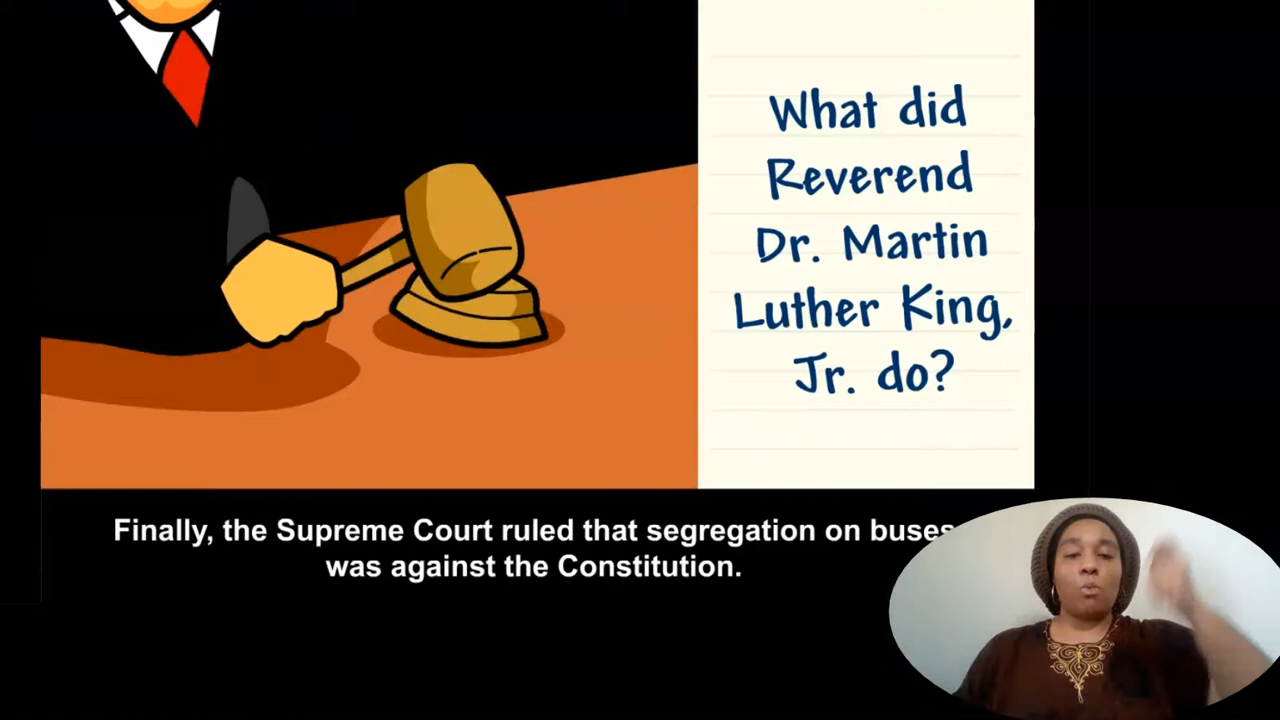 What did
Reverend
Dr. Martin
Luther King,
Jr. do?
Finally, the Supreme Court ruled that segregation on buses
was against the Constitution.